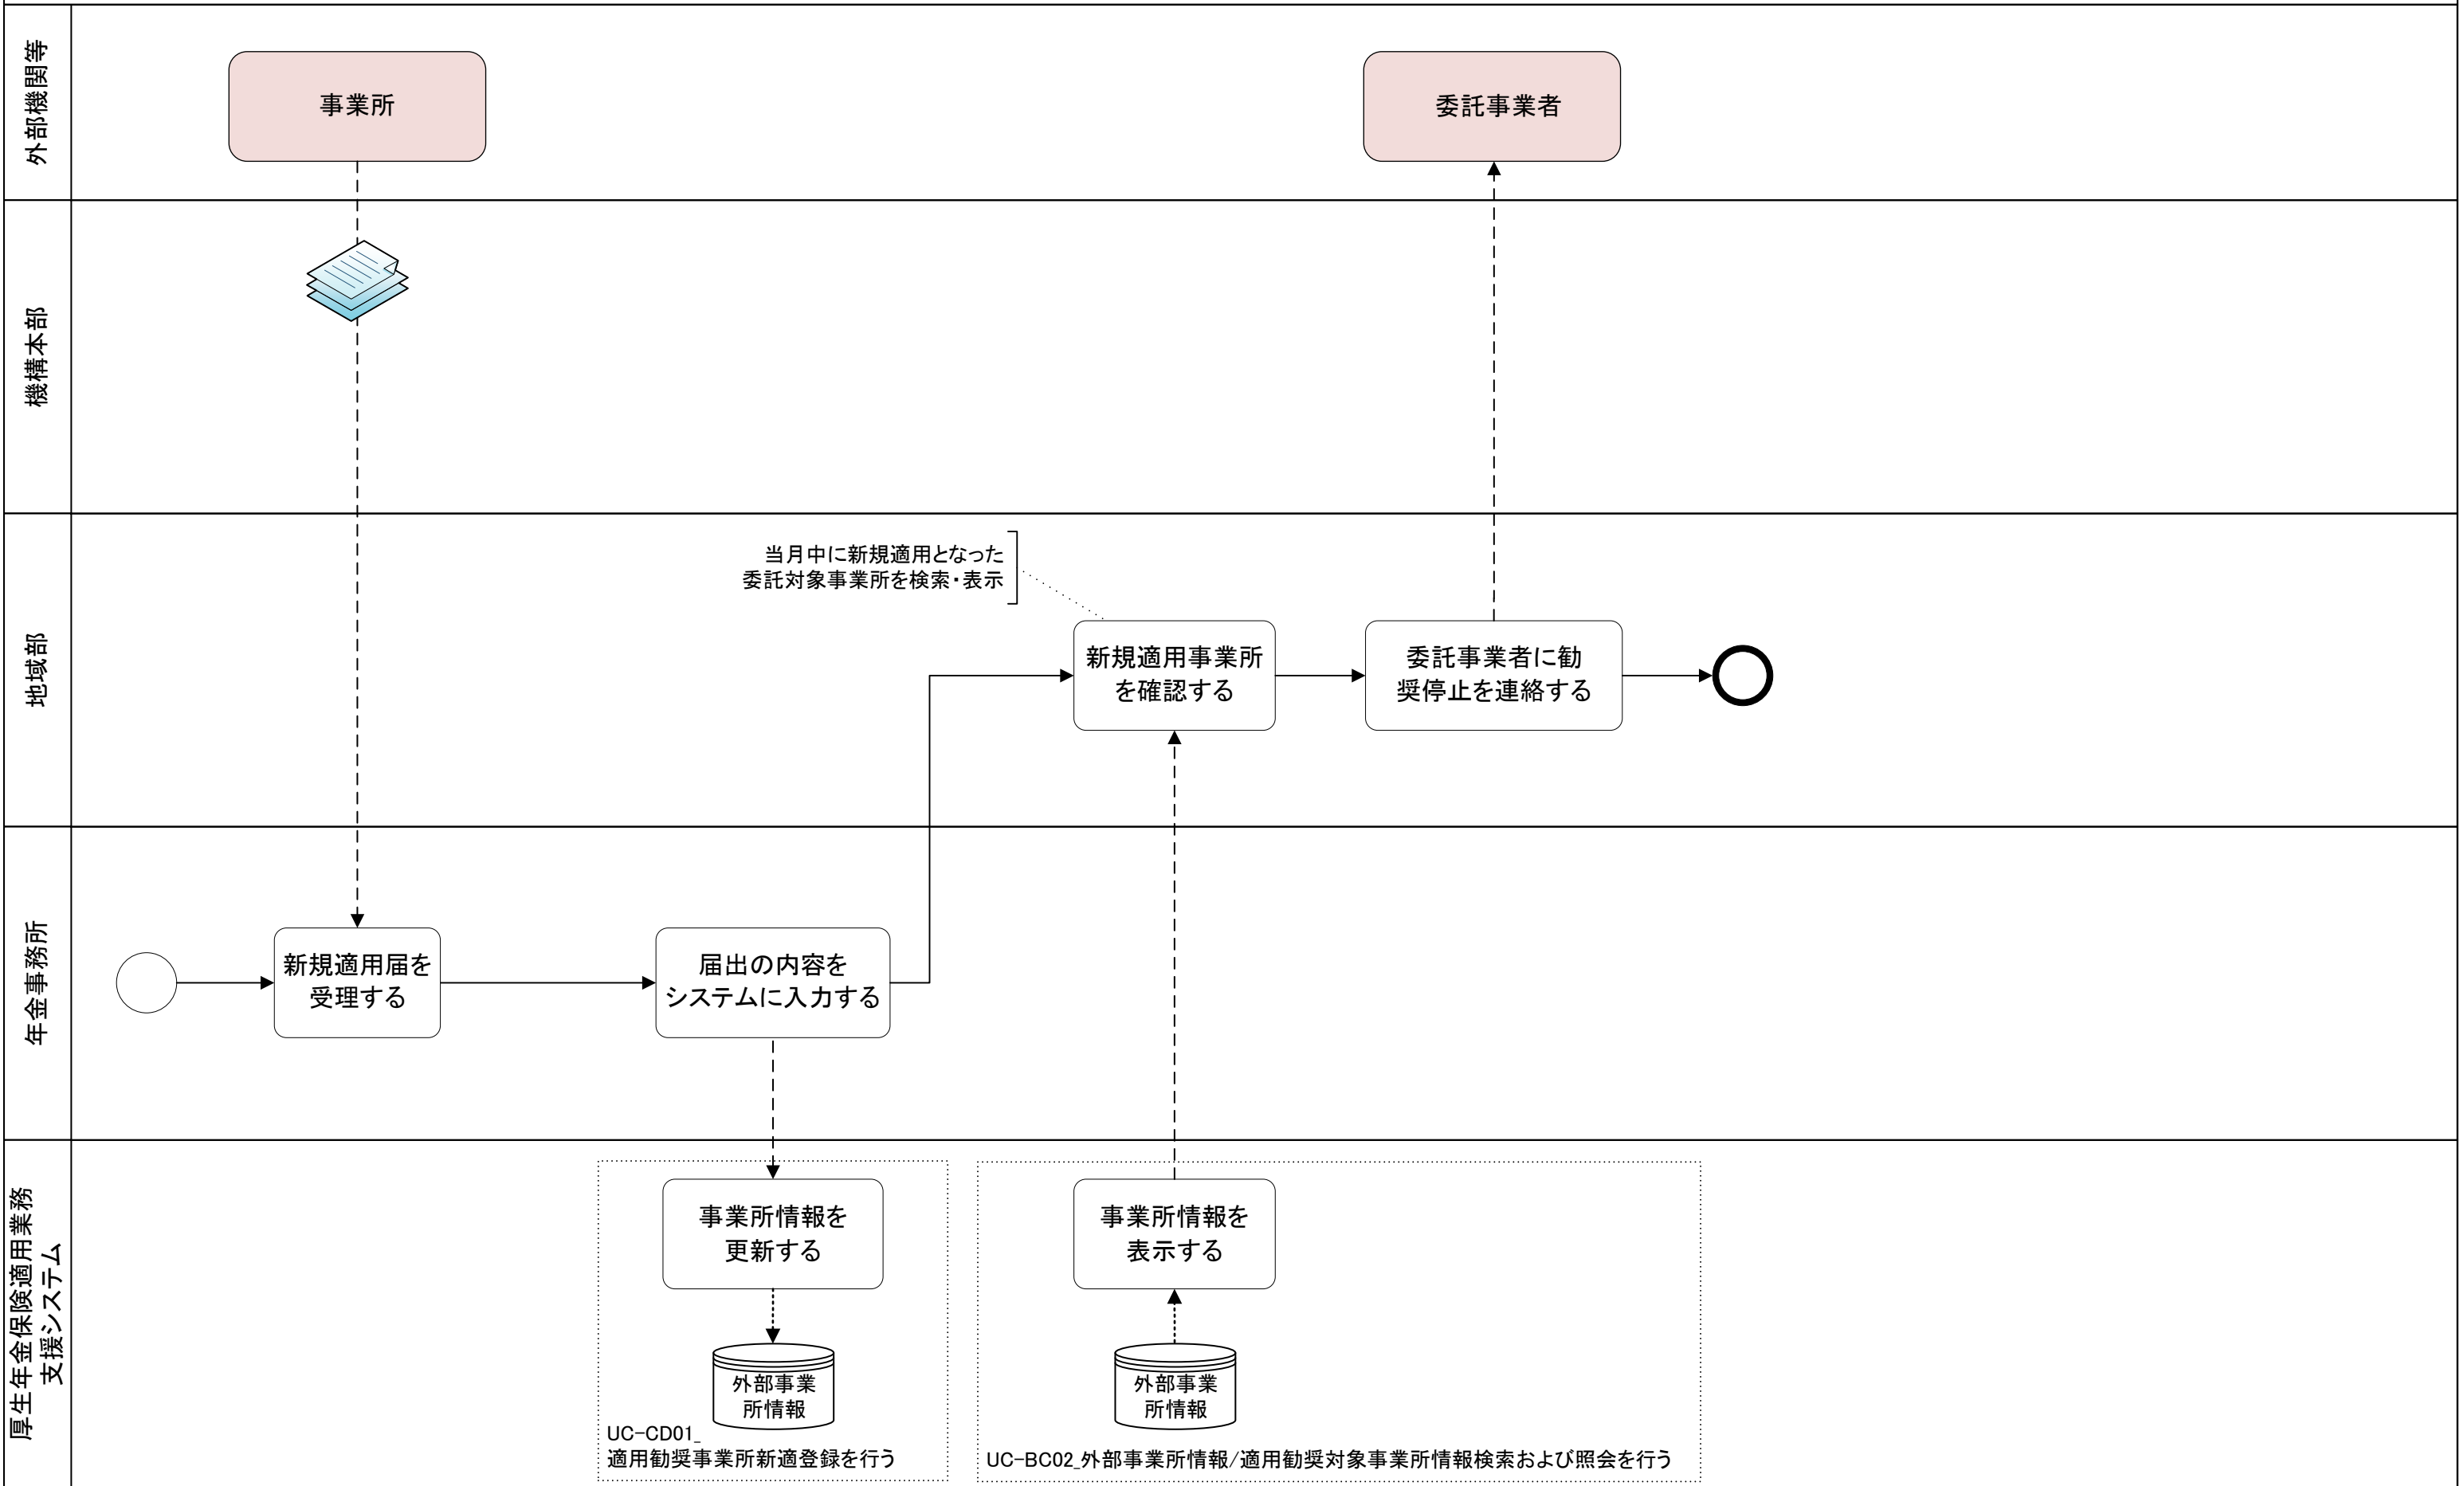 外部機関等
事業所
委託事業者
機構本部
地域部
当月中に新規適用となった
委託対象事業所を検索・表示
新規適用事業所
を確認する
委託事業者に勧
奨停止を連絡する
年金事務所
新規適用届を
受理する
届出の内容を
システムに入力する
厚生年金保険適用業務
支援システム
事業所情報を
更新する
外部事業
所情報
UC-CD01_
適用勧奨事業所新適登録を行う
事業所情報を
表示する
外部事業
所情報
UC-BC02_外部事業所情報/適用勧奨対象事業所情報検索および照会を行う